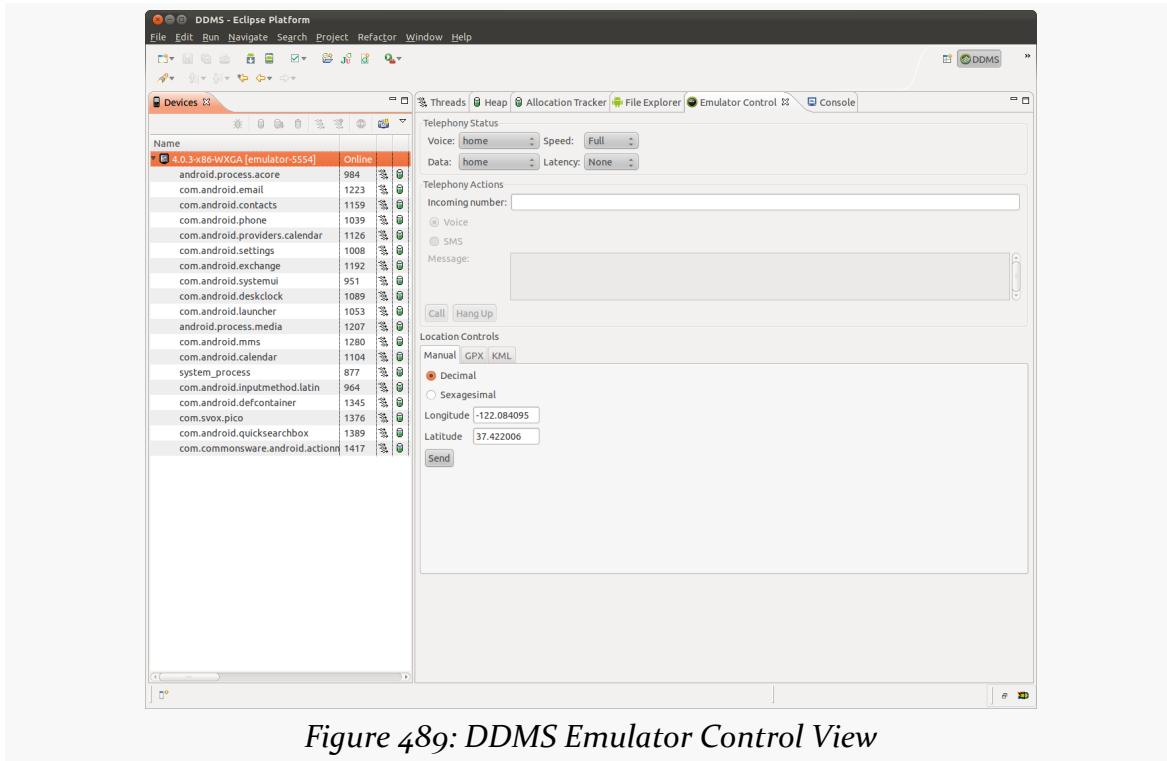 DDMS - Eclipse Platform
File Edit Run Navigate Search Project Refactor Window Help
DDMS
»
Devices
Threads Heap Allocation Tracker File Explorer Emulator Control Console
Name
4.0.3-x86-WXGA [emulator-5554] Online
android.process.acore 984
com.android.email 1223
com.android.contacts 1159
com.android.phone 1039
com.android.providers.calendar 1126
com.android.settings 1008
com.android.exchange 1192
com.android.systemui 951
com.android.deskclock 1089
com.android.launcher 1053
android.process.media 1207
com.android.mms 1280
com.android.calendar 1104
system_process 877
com.android.inputmethod.latin 964
com.android.defcontainer 1345
com.svox.pico 1376
com.android.quicksearchbox 1389
com.commonsware.android.actionm 1417
Telephony Status
Voice: home Speed: Full
Data: home Latency: None
Telephony Actions
Incoming number:
Voice
SMS
Message:
Call Hang Up
Location Controls
Manual GPX KML
Decimal
Sexagesimal
Longitude -122.084095
Latitude 37.422006
Send
Figure 489: DDMS Emulator Control View